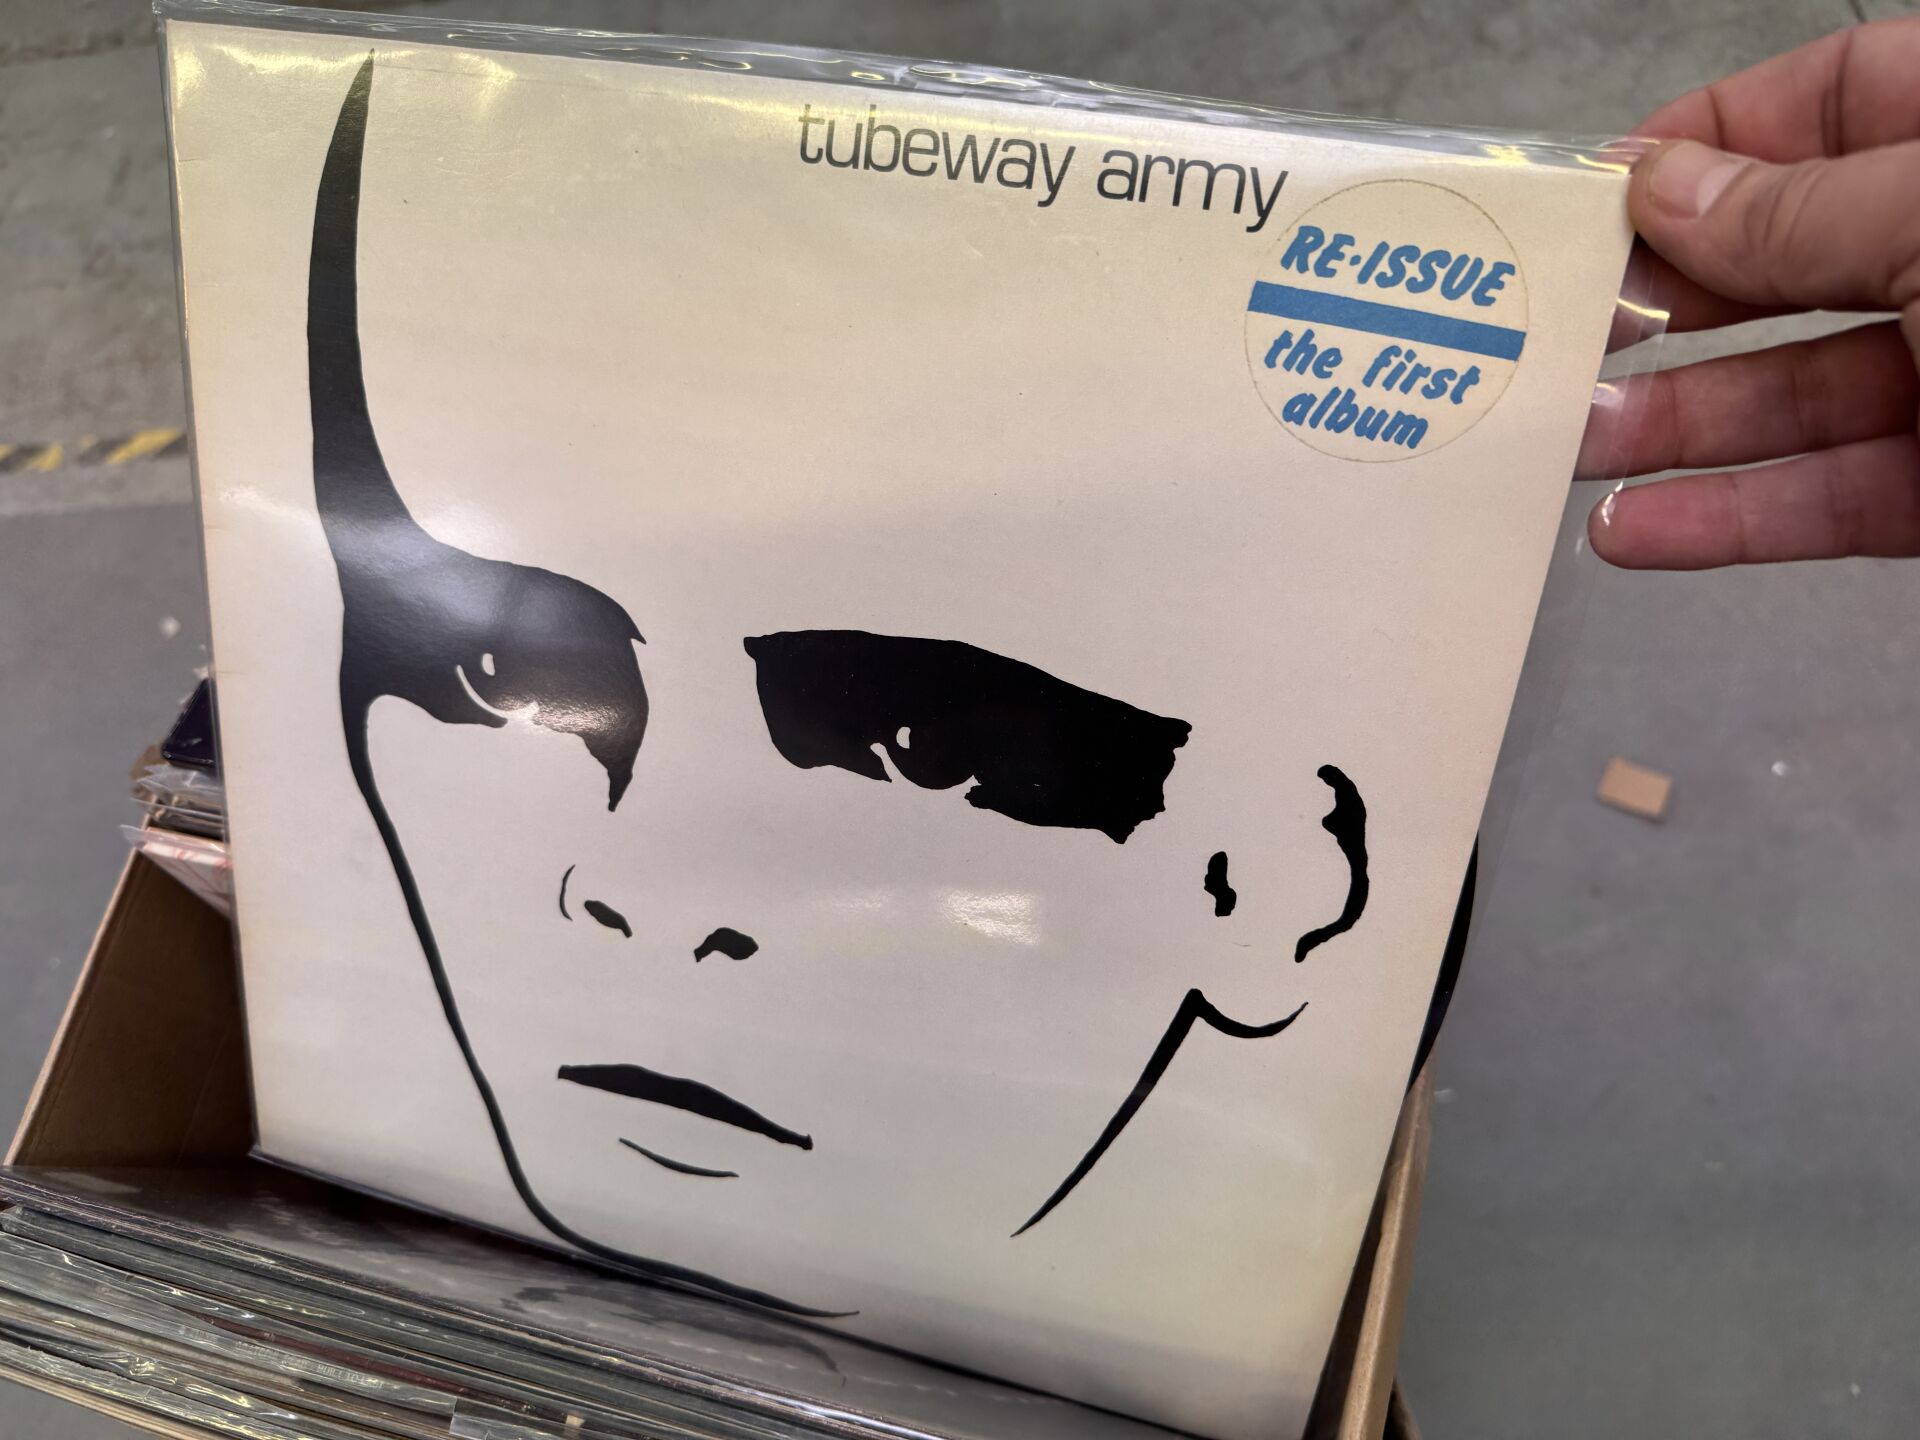 tubeway army
RE-ISSUE
the first
album